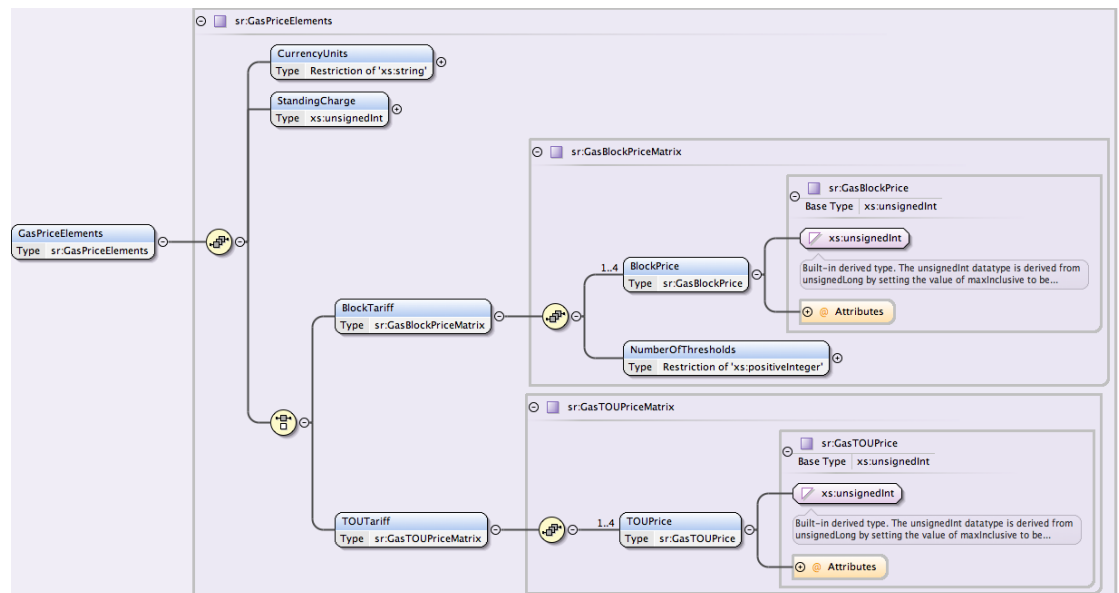 sr:GasPriceElements
CurrencyUnits
Type Restriction of 'xs:string'
StandingCharge
Type xs:unsignedInt
sr:GasBlockPriceMatrix
sr:GasBlockPrice
Base Type xs:unsignedInt
GasPriceElements
Type sr:GasPriceElements
xs:unsignedInt
1..4
BlockPrice
Type sr:GasBlockPrice
Built-in derived type. The unsignedInt datatype is derived from
unsignedLong by setting the value of maxInclusive to be...
@ Attributes
BlockTariff
Type sr:GasBlockPriceMatrix
NumberOfThresholds
Type Restriction of 'xs:positiveInteger'
sr:GasTOUPriceMatrix
sr:GasTOUPrice
Base Type xs:unsignedInt
xs:unsignedInt
TOUTariff
Type sr:GasTOUPriceMatrix
1..4
TOUPrice
Type sr:GasTOUPrice
Built-in derived type. The unsignedInt datatype is derived from
unsignedLong by setting the value of maxInclusive to be...
@ Attributes